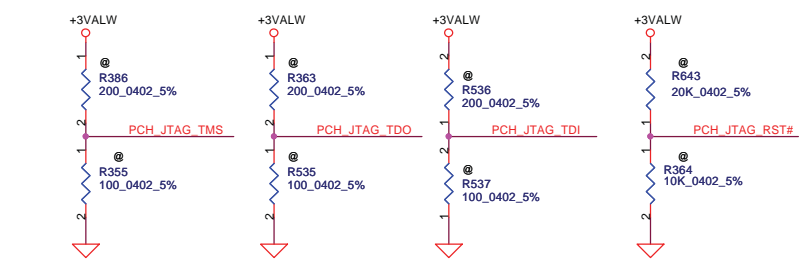 +3VALW
1
@
R386
200_0402_5%
2
PCH_JTAG_TMS
1
@
R355
100_0402_5%
2
+3VALW
1
@
R363
200_0402_5%
2
PCH_JTAG_TDO
1
@
R535
100_0402_5%
2
+3VALW
2
@
R536
200_0402_5%
1
PCH_JTAG_TDI
2
@
R537
100_0402_5%
1
+3VALW
2
@
R643
20K_0402_5%
1
PCH_JTAG_RST#
1
@
R364
10K_0402_5%
2